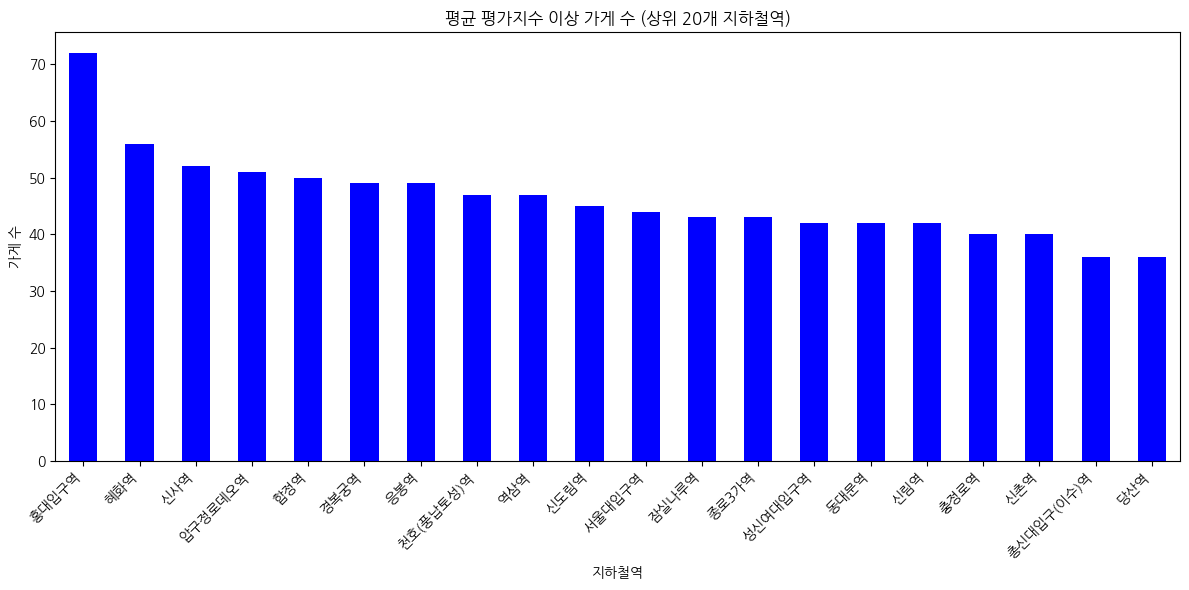 평균 평가지수 이상 가게 수 (상위 20개 지하철역)
가게 수
70
60
50
40
30
20
10
0
홍대입구역
혜화역
신사역
압구정로데오역
합정역
경복궁역
응봉역
천호(풍납토성)역
역삼역
신도림역
서울대입구역
잠실나루역
종로3가역
성신여대입구역
동대문역
신림역
충정로역
신촌역
총신대입구(이수)역
당산역
지하철역